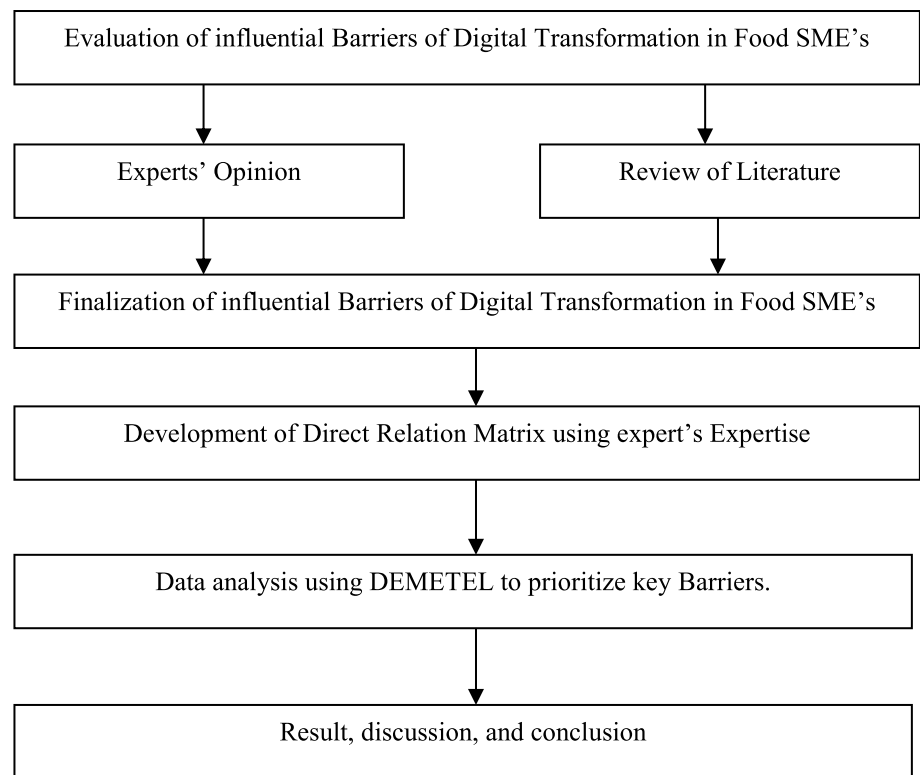 Evaluation of influential Barriers of Digital Transformation in Food SME’s
Experts’ Opinion
Review of Literature
Finalization of influential Barriers of Digital Transformation in Food SME’s
Development of Direct Relation Matrix using expert’s Expertise
Data analysis using DEMETEL to prioritize key Barriers.
Result, discussion, and conclusion